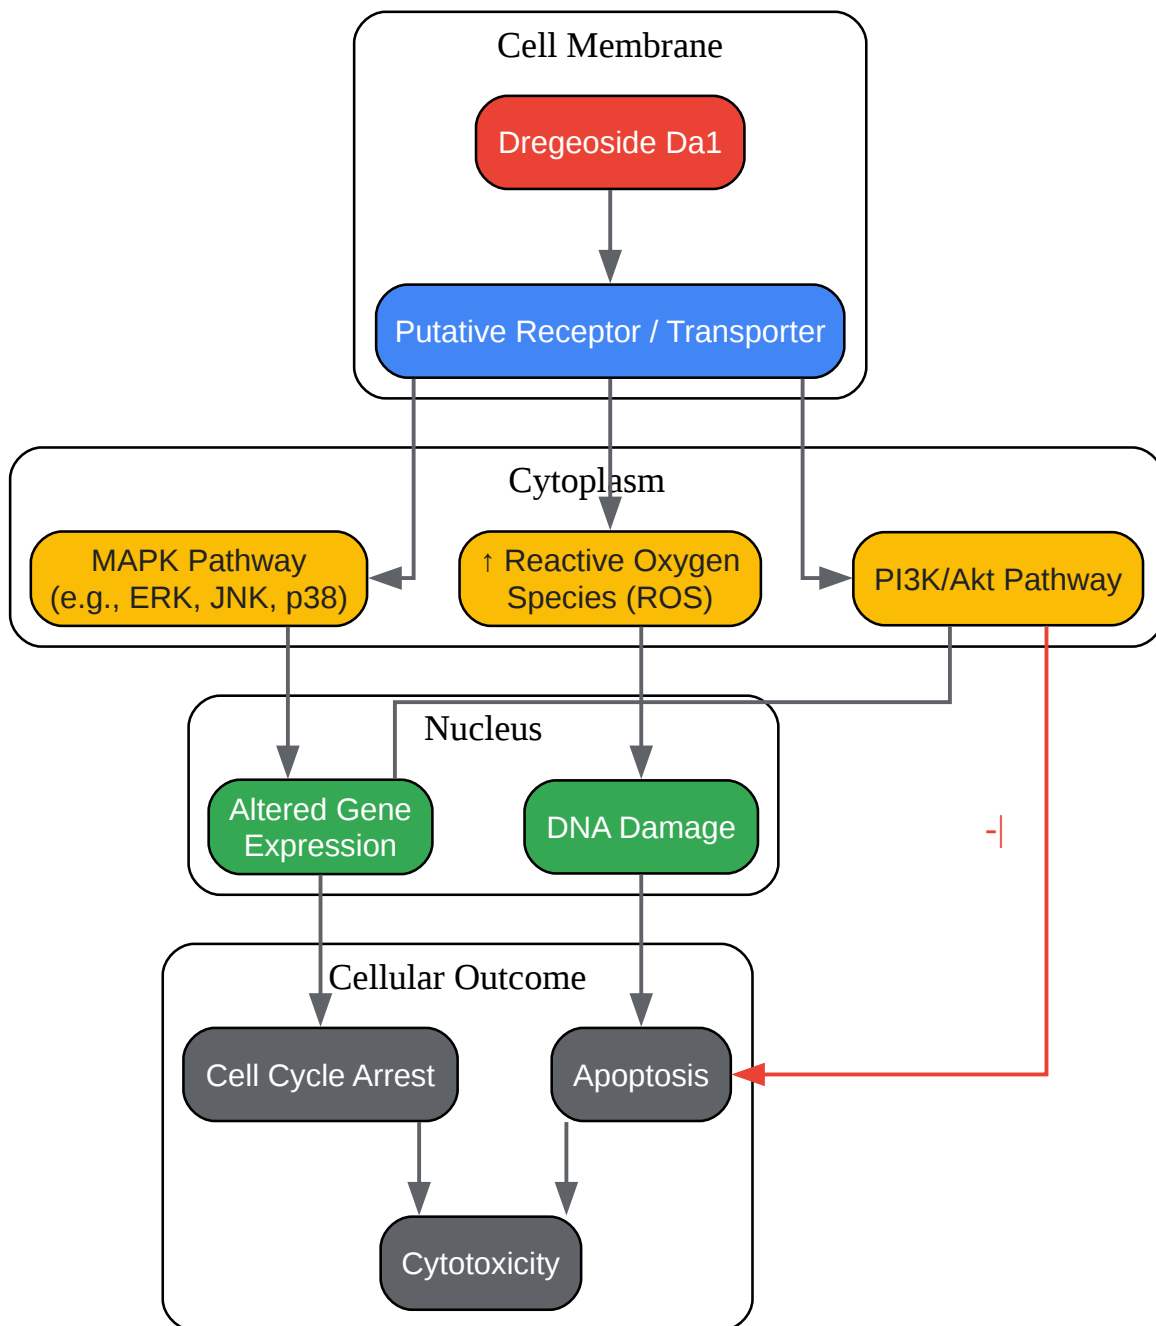 Cell Membrane
Dregeoside Da1
Putative Receptor / Transporter
Cytoplasm
MAPK Pathway
(e.g., ERK, JNK, p38)
↑ Reactive Oxygen
Species (ROS)
PI3K/Akt Pathway
Nucleus
Altered Gene
Expression
DNA Damage
-|
Cellular Outcome
Cell Cycle Arrest
Apoptosis
Cytotoxicity